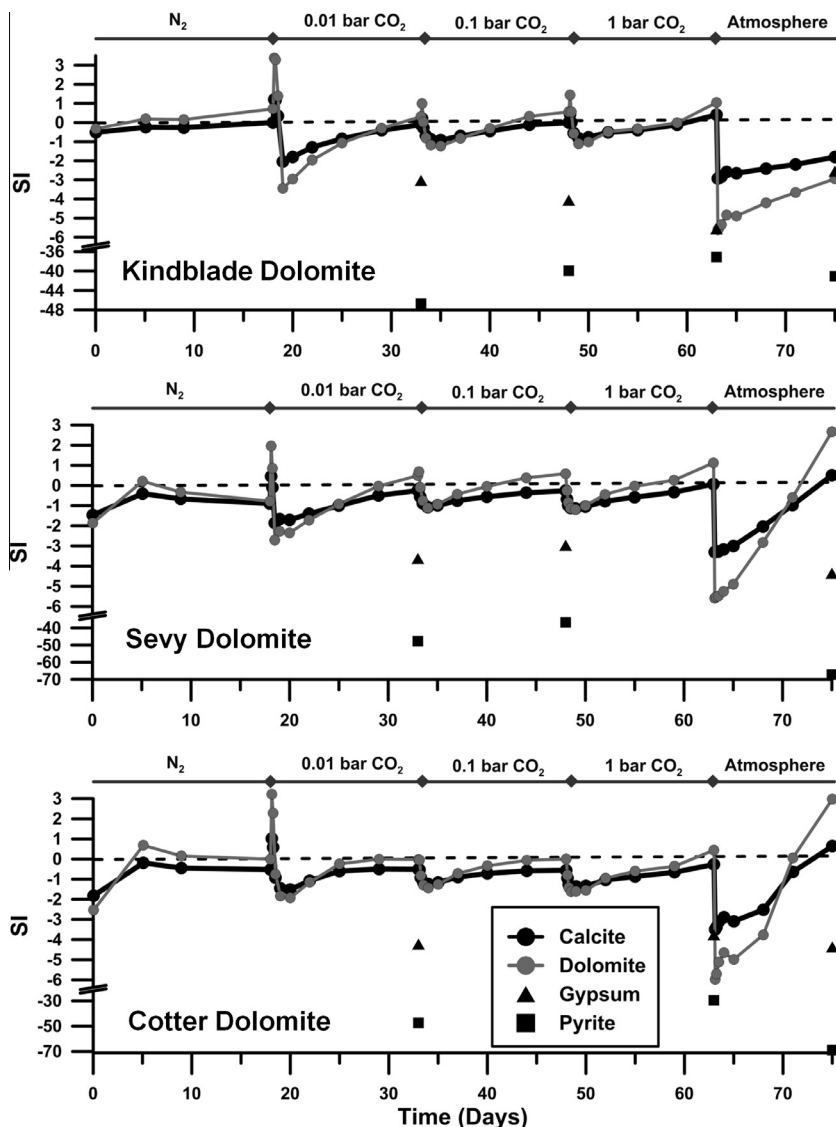 N2 0.01 bar CO2 0.1 bar CO2 1 bar CO2 Atmosphere
3
2
1
0
-1
-2
-3
-4
-5
-6
-36
-40
-44
-48
SI
Kindblade Dolomite
0 10 20 30 40 50 60 70
N2 0.01 bar CO2 0.1 bar CO2 1 bar CO2 Atmosphere
3
2
1
0
-1
-2
-3
-4
-5
-6
-40
-50
-60
-70
SI
Sevy Dolomite
0 10 20 30 40 50 60 70
N2 0.01 bar CO2 0.1 bar CO2 1 bar CO2 Atmosphere
3
2
1
0
-1
-2
-3
-4
-5
-6
-30
-50
-70
SI
Calcite
Dolomite
Gypsum
Pyrite
Cotter Dolomite
0 10 20 30 40 50 60 70
Time (Days)